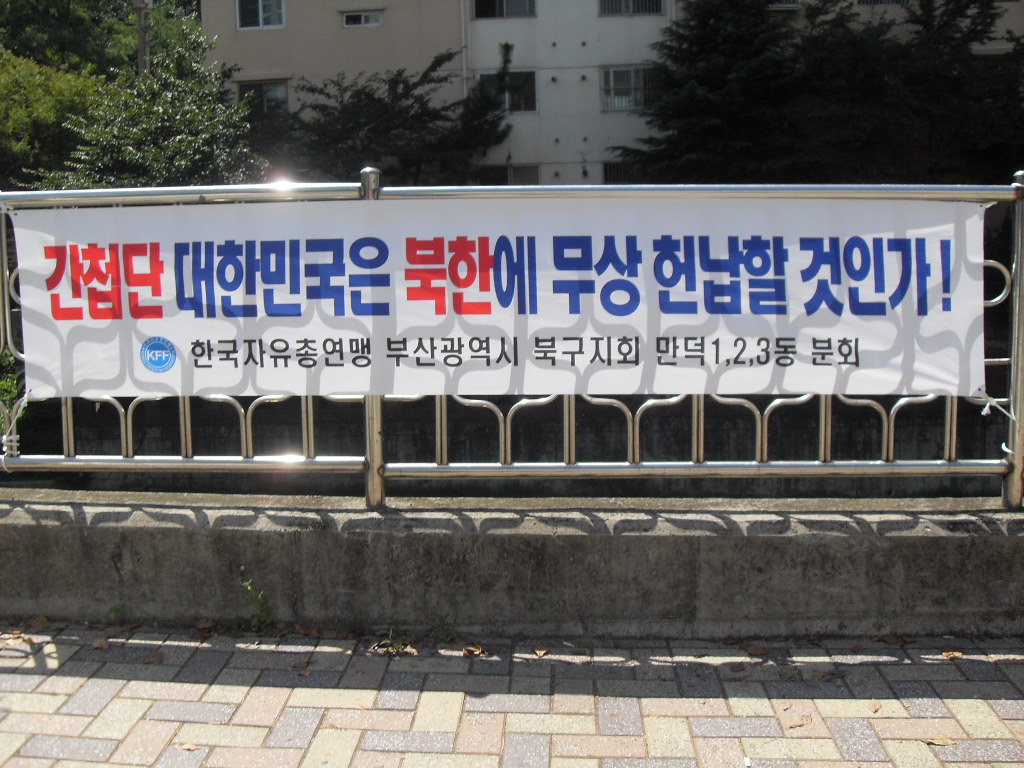 간첩단 대한민국은 북한에 무상 헌납할 것인가!
KFF 한국자유총연맹 부산광역시 북구지회 만덕1,2,3동 분회